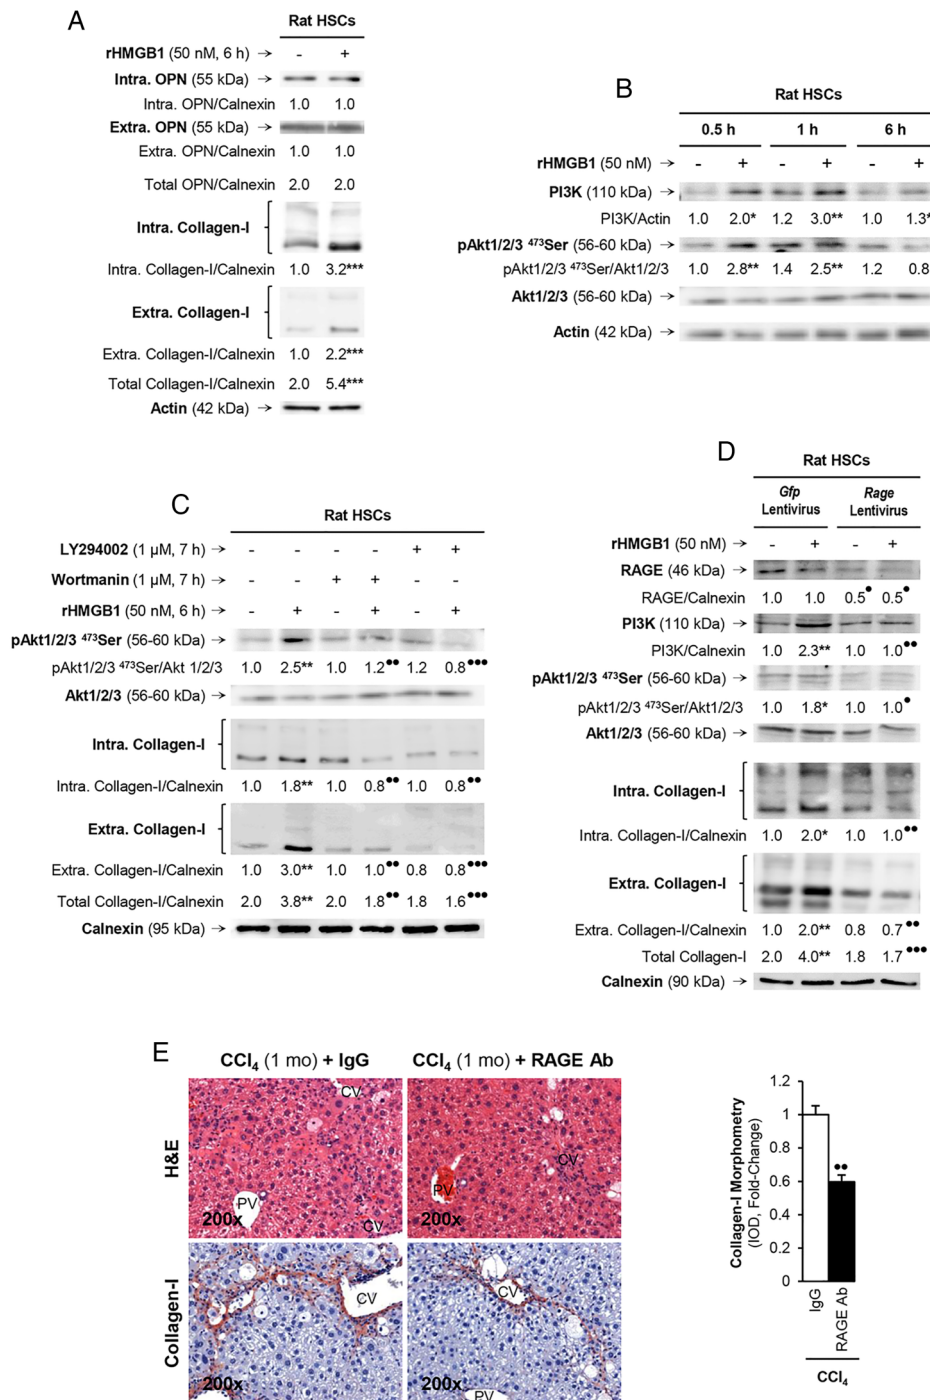 A
Rat HSCs
rHMGB1 (50 nM, 6 h) → - +
Intra. OPN (55 kDa) →
Intra. OPN/Calnexin 1.0 1.0
Extra. OPN (55 kDa) →
Extra. OPN/Calnexin 1.0 1.0
Total OPN/Calnexin 2.0 2.0
Intra. Collagen-I
Intra. Collagen-I/Calnexin 1.0 3.2***
Extra. Collagen-I
Extra. Collagen-I/Calnexin 1.0 2.2***
Total Collagen-I/Calnexin 2.0 5.4***
Actin (42 kDa) →
B
Rat HSCs
0.5 h 1 h 6 h
rHMGB1 (50 nM) → - + - + - +
PI3K (110 kDa) →
PI3K/Actin 1.0 2.0* 1.2 3.0** 1.0 1.3*
pAkt1/2/3 ⁴⁷³Ser (56-60 kDa) →
pAkt1/2/3 ⁴⁷³Ser/Akt1/2/3 1.0 2.8** 1.4 2.5** 1.2 0.8
Akt1/2/3 (56-60 kDa) →
Actin (42 kDa) →
C
Rat HSCs
LY294002 (1 µM, 7 h) → - - - - + +
Wortmanin (1 µM, 7 h) → - - + + - -
rHMGB1 (50 nM, 6 h) → - + - + - +
pAkt1/2/3 ⁴⁷³Ser (56-60 kDa) →
pAkt1/2/3 ⁴⁷³Ser/Akt 1/2/3 1.0 2.5** 1.0 1.2•• 1.2 0.8•••
Akt1/2/3 (56-60 kDa) →
Intra. Collagen-I
Intra. Collagen-I/Calnexin 1.0 1.8** 1.0 0.8•• 1.0 0.8••
Extra. Collagen-I
Extra. Collagen-I/Calnexin 1.0 3.0** 1.0 1.0•• 0.8 0.8•••
Total Collagen-I/Calnexin 2.0 3.8** 2.0 1.8•• 1.8 1.6•••
Calnexin (95 kDa) →
D
Rat HSCs
Gfp Rage
Lentivirus Lentivirus
rHMGB1 (50 nM) → - + - +
RAGE (46 kDa) →
RAGE/Calnexin 1.0 1.0 0.5• 0.5•
PI3K (110 kDa) →
PI3K/Calnexin 1.0 2.3** 1.0 1.0••
pAkt1/2/3 ⁴⁷³Ser (56-60 kDa) →
pAkt1/2/3 ⁴⁷³Ser/Akt1/2/3 1.0 1.8* 1.0 1.0•
Akt1/2/3 (56-60 kDa) →
Intra. Collagen-I
Intra. Collagen-I/Calnexin 1.0 2.0* 1.0 1.0••
Extra. Collagen-I
Extra. Collagen-I/Calnexin 1.0 2.0** 0.8 0.7••
Total Collagen-I 2.0 4.0** 1.8 1.7•••
Calnexin (90 kDa) →
E
CCl₄ (1 mo) + IgG CCl₄ (1 mo) + RAGE Ab
H&E
CV
PV
CV
200x
CV
PV
200x
Collagen-I
CV
200x
CV
PV
200x
Collagen-I Morphometry
(IOD, Fold-Change)
1.2
1
0.8
0.6
0.4
0.2
0
••
IgG
RAGE Ab
CCl₄